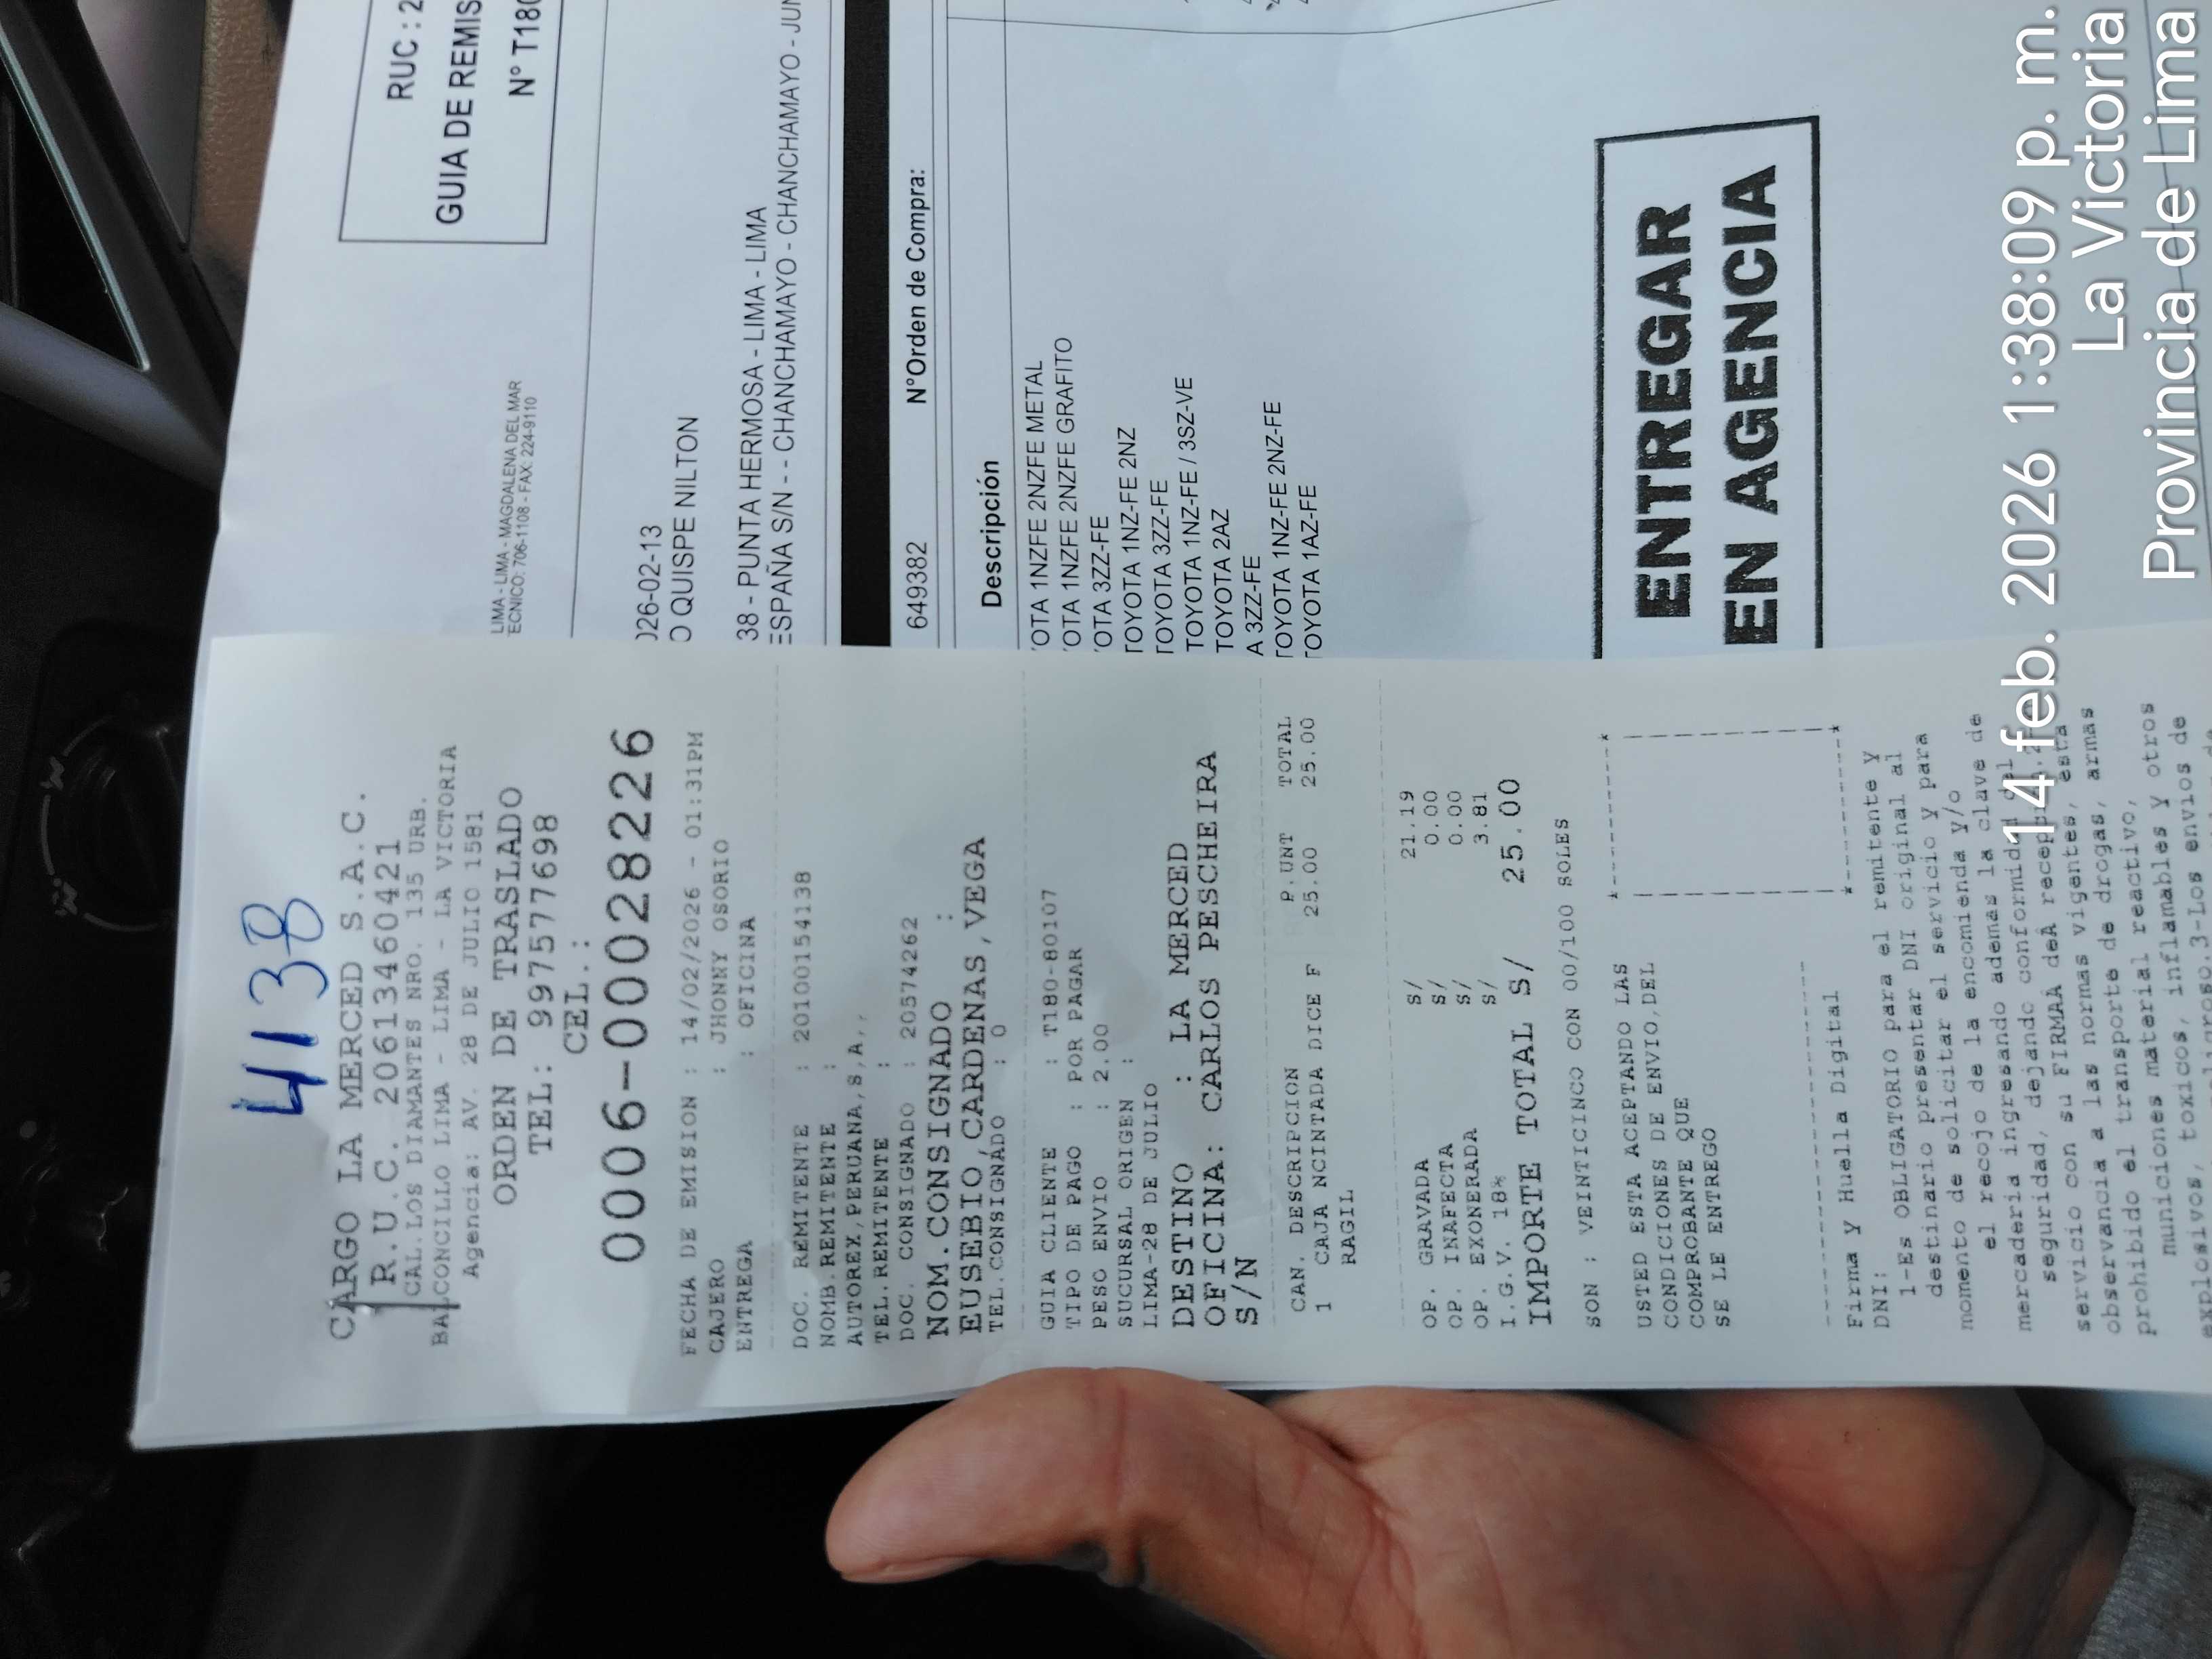 4138
CARGO LA MERCED S.A.C.
R.U.C. 20613460421
CAL.LOS DIAMANTES NRO. 135 URB.
BALCONCILLO LIMA - LIMA - LA VICTORIA
Agencia: AV. 28 DE JULIO 1581
ORDEN DE TRASLADO
TEL: 997577698
CEL.:
0006-00028226
FECHA DE EMISION : 14/02/2026 - 01:31PM
CAJERO : JHONNY OSORIO
ENTREGA : OFICINA
DOC. REMITENTE : 20100154138
NOMB.REMITENTE :
AUTOREX,PERUANA,S,A,,
TEL.REMITENTE :
DOC. CONSIGNADO : 20574262
NOM.CONSIGNADO :
EUSEBIO,CARDENAS,VEGA
TEL.CONSIGNADO : 0
GUIA CLIENTE : T180-80107
TIPO DE PAGO : POR PAGAR
PESO ENVIO : 2.00
SUCURSAL ORIGEN :
LIMA-28 DE JULIO
DESTINO : LA MERCED
OFICINA: CARLOS PESCHEIRA
S/N
CAN. DESCRIPCION P.UNT TOTAL
1 CAJA NCINTADA DICE F 25.00 25.00
RAGIL
OP. GRAVADA S/ 21.19
OP. INAFECTA S/ 0.00
OP. EXONERADA S/ 0.00
I.G.V. 18% S/ 3.81
IMPORTE TOTAL S/ 25.00
SON : VEINTICINCO CON 00/100 SOLES
USTED ESTA ACEPTANDO LAS
CONDICIONES DE ENVIO,DEL
COMPROBANTE QUE
SE LE ENTREGO
Firma y Huella Digital
DNI:
1-Es OBLIGATORIO para el remitente y
destinario presentar DNI original al
momento de solicitar el servicio y para
el recojo de la encomienda y/o
mercaderia ingresando ademas la clave de
seguridad, dejando conformidad del
servicio con su FIRMAA deA
observancia a las normas vigentes, esta
prohibido el transporte de drogas, armas
municiones material reactivo,
explosivos, toxicos, inflamables y otros
3-Los envios de
RUC : 2
GUIA DE REMIS
N° T180
LIMA - LIMA - MAGDALENA DEL MAR
ECNICO: 706-1108 - FAX: 224-9110
026-02-13
O QUISPE NILTON
38 - PUNTA HERMOSA - LIMA - LIMA
ESPAÑA S/N - - CHANCHAMAYO - CHANCHAMAYO - JUN
649382 N°Orden de Compra:
Descripción
OTA 1NZFE 2NZFE METAL
OTA 1NZFE 2NZFE GRAFITO
OTA 3ZZ-FE
TOYOTA 1NZ-FE 2NZ
TOYOTA 3ZZ-FE
TOYOTA 1NZ-FE / 3SZ-VE
TOYOTA 2AZ
A 3ZZ-FE
TOYOTA 1NZ-FE 2NZ-FE
TOYOTA 1AZ-FE
ENTREGAR
EN AGENCIA
14 feb. 2026 1:38:09 p. m.
La Victoria
Provincia de Lima